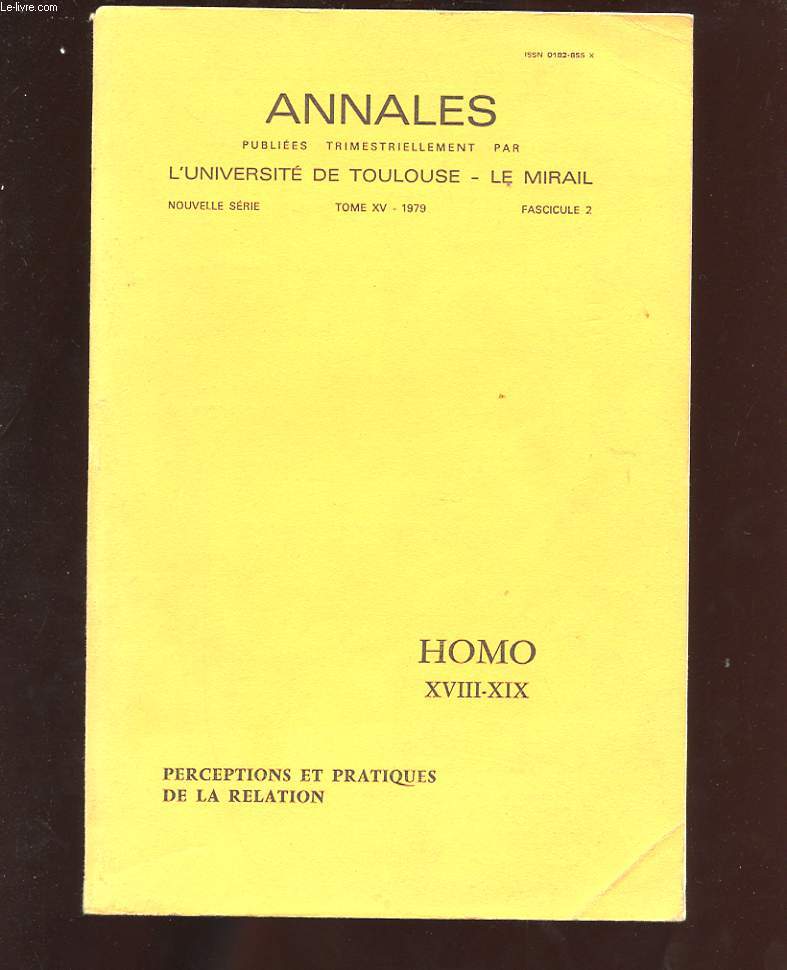 Le-livre.com
ISSN 0182-855 X
ANNALES
PUBLIÉES TRIMESTRIELLEMENT PAR
L'UNIVERSITÉ DE TOULOUSE - LE MIRAIL
NOUVELLE SÉRIE TOME XV - 1979 FASCICULE 2
HOMO
XVIII-XIX
PERCEPTIONS ET PRATIQUES
DE LA RELATION